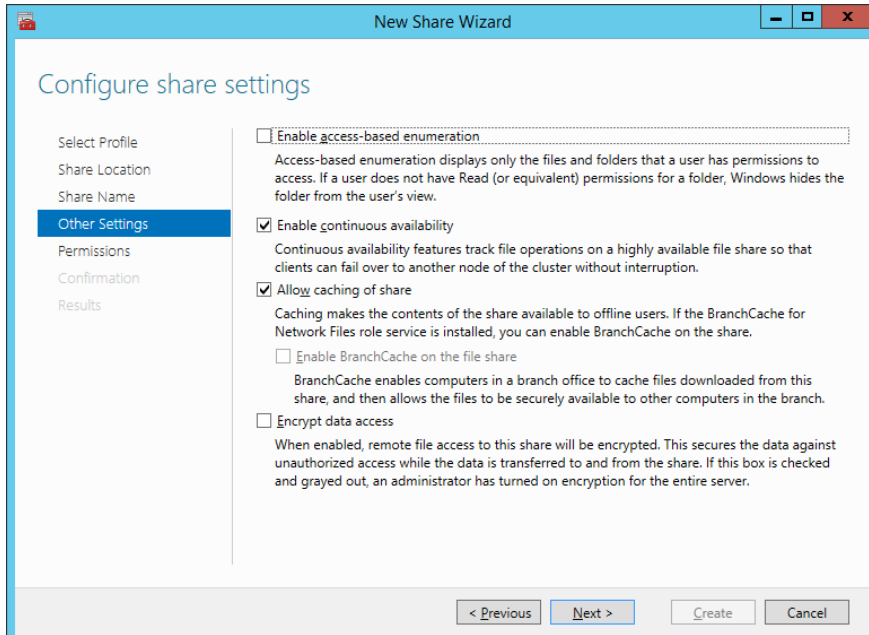 New Share Wizard
Configure share settings
Select Profile
Share Location
Share Name
Other Settings
Permissions
Confirmation
Results
Enable access-based enumeration
Access-based enumeration displays only the files and folders that a user has permissions to
access. If a user does not have Read (or equivalent) permissions for a folder, Windows hides the
folder from the user's view.
Enable continuous availability
Continuous availability features track file operations on a highly available file share so that
clients can fail over to another node of the cluster without interruption.
Allow caching of share
Caching makes the contents of the share available to offline users. If the BranchCache for
Network Files role service is installed, you can enable BranchCache on the share.
Enable BranchCache on the file share
BranchCache enables computers in a branch office to cache files downloaded from this
share, and then allows the files to be securely available to other computers in the branch.
Encrypt data access
When enabled, remote file access to this share will be encrypted. This secures the data against
unauthorized access while the data is transferred to and from the share. If this box is checked
and grayed out, an administrator has turned on encryption for the entire server.
< Previous
Next >
Create
Cancel